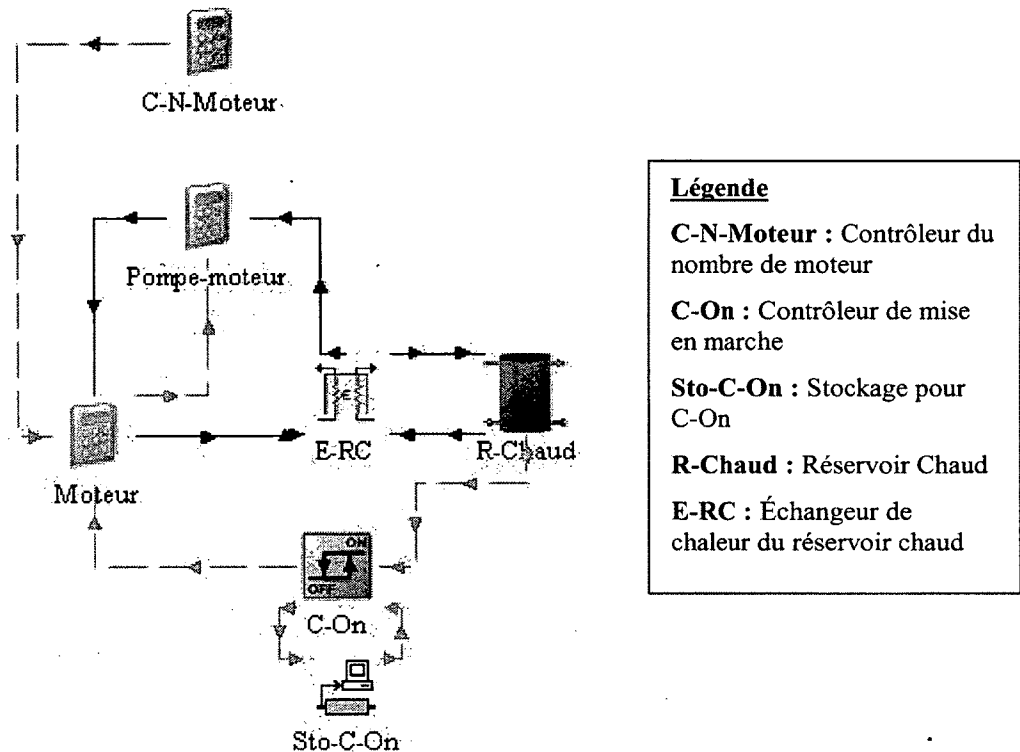 C-N-Moteur
Pompe-moteur
Moteur
E-RC
R-Chaud
ON
OFF
C-On
Sto-C-On
Légende
C-N-Moteur : Contrôleur du
nombre de moteur
C-On : Contrôleur de mise
en marche
Sto-C-On : Stockage pour
C-On
R-Chaud : Réservoir Chaud
E-RC : Échangeur de
chaleur du réservoir chaud